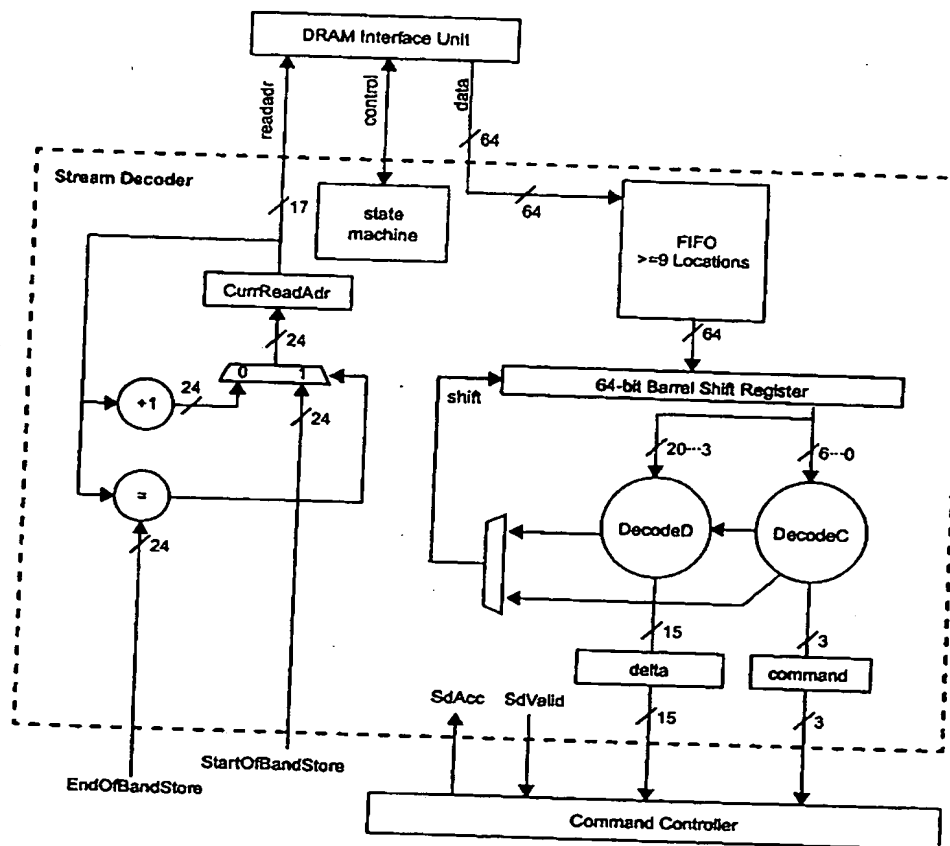 DRAM Interface Unit
readadr
control
data
64
Stream Decoder
17
state
machine
64
FIFO
>=9 Locations
CurrReadAdr
24
64
0 1
64-bit Barrel Shift Register
shift
+1
24
24
20---3
6---0
=
DecodeD
DecodeC
24
15
3
delta
command
SdAcc
SdValid
15
3
StartOfBandStore
EndOfBandStore
Command Controller